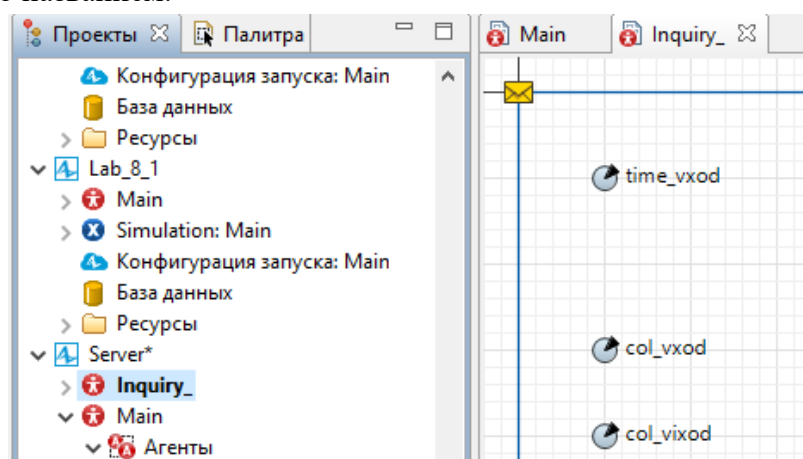 Проекты
Палитра
Конфигурация запуска: Main
База данных
Ресурсы
Lab_8_1
Main
Simulation: Main
Конфигурация запуска: Main
База данных
Ресурсы
Server*
Inquiry_
Main
Агенты
Main
Inquiry_
time_vxod
col_vxod
col_vixod